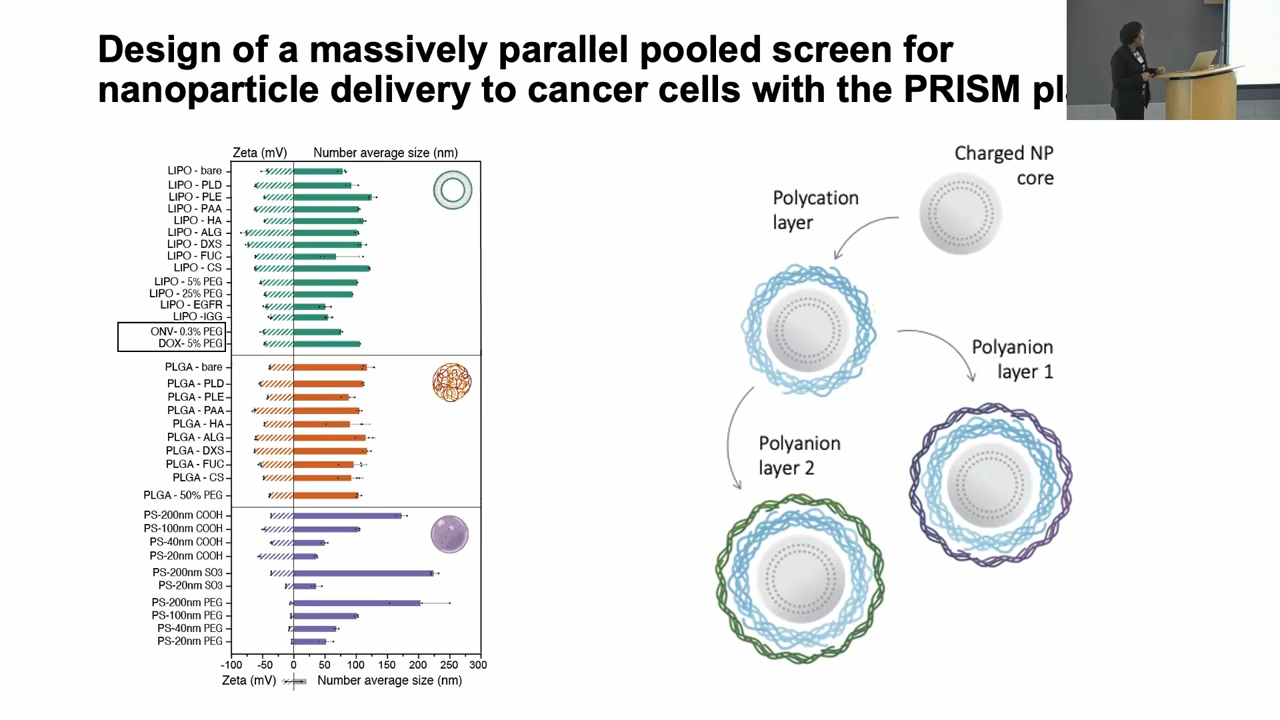 Design of a massively parallel pooled screen for
nanoparticle delivery to cancer cells with the PRISM
Zeta (mV) Number average size (nm)
LIPO - bare
LIPO - PLD
LIPO - PLE
LIPO - PAA
LIPO - HA
LIPO - ALG
LIPO - DXS
LIPO - FUC
LIPO - CS
LIPO - 5% PEG
LIPO - 25% PEG
LIPO - EGFR
LIPO -IGG
ONV- 0.3% PEG
DOX- 5% PEG
PLGA - bare
PLGA - PLD
PLGA - PLE
PLGA - PAA
PLGA - HA
PLGA - ALG
PLGA - DXS
PLGA - FUC
PLGA - CS
PLGA - 50% PEG
PS-200nm COOH
PS-100nm COOH
PS-40nm COOH
PS-20nm COOH
PS-200nm SO3
PS-20nm SO3
PS-200nm PEG
PS-100nm PEG
PS-40nm PEG
PS-20nm PEG
-100 -50 0 50 100 150 200 250 300
Zeta (mV) Number average size (nm)
Charged NP
core
Polycation
layer
Polyanion
layer 1
Polyanion
layer 2